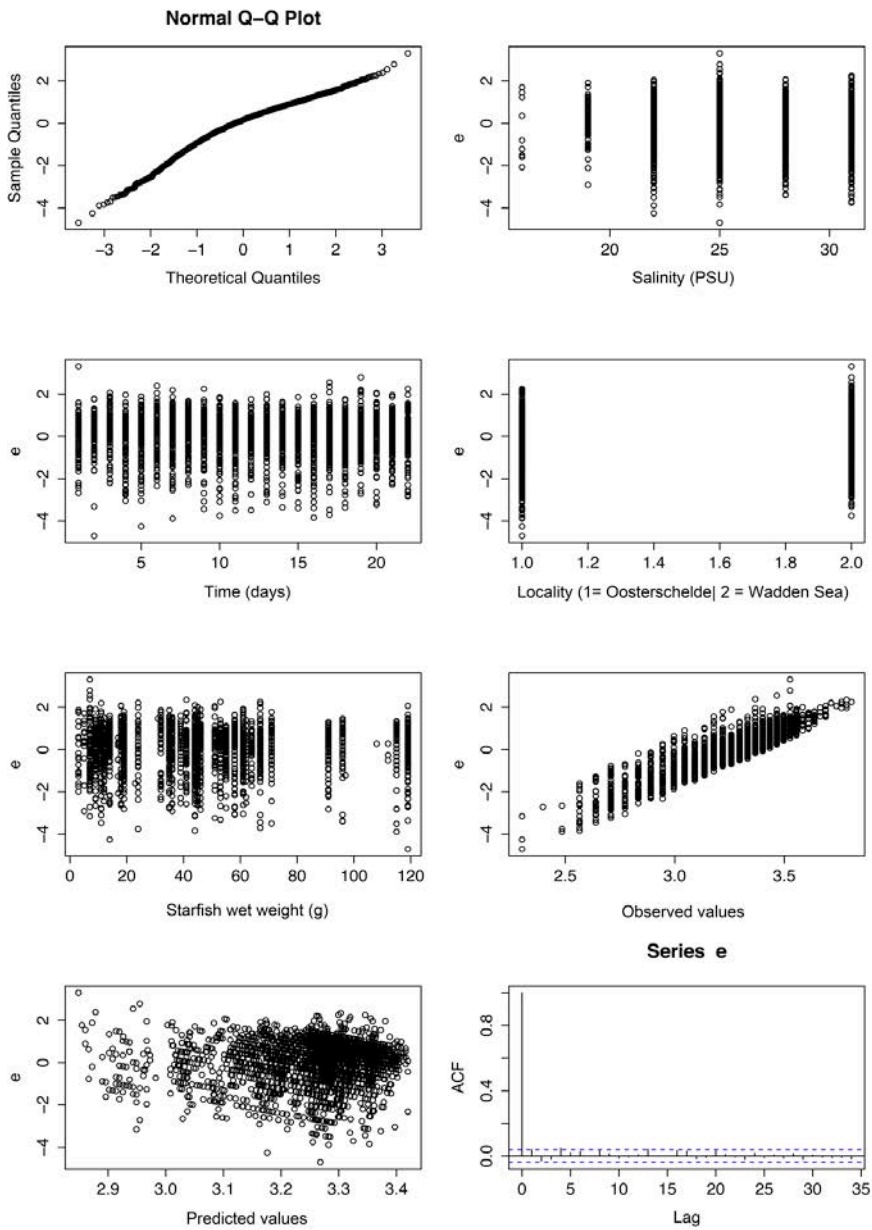 Normal Q–Q Plot
Sample Quantiles
−4 −2 0 2
−3 −2 −1 0 1 2 3
Theoretical Quantiles
e
−4 −2 0 2
20 25 30
Salinity (PSU)
e
−4 −2 0 2
5 10 15 20
Time (days)
e
−4 −2 0 2
1.0 1.2 1.4 1.6 1.8 2.0
Locality (1= Oosterschelde| 2 = Wadden Sea)
e
−4 −2 0 2
0 20 40 60 80 100 120
Starfish wet weight (g)
e
−4 −2 0 2
2.5 3.0 3.5
Observed values
e
−4 −2 0 2
2.9 3.0 3.1 3.2 3.3 3.4
Predicted values
Series e
ACF
0.0 0.4 0.8
0 5 10 15 20 25 30 35
Lag